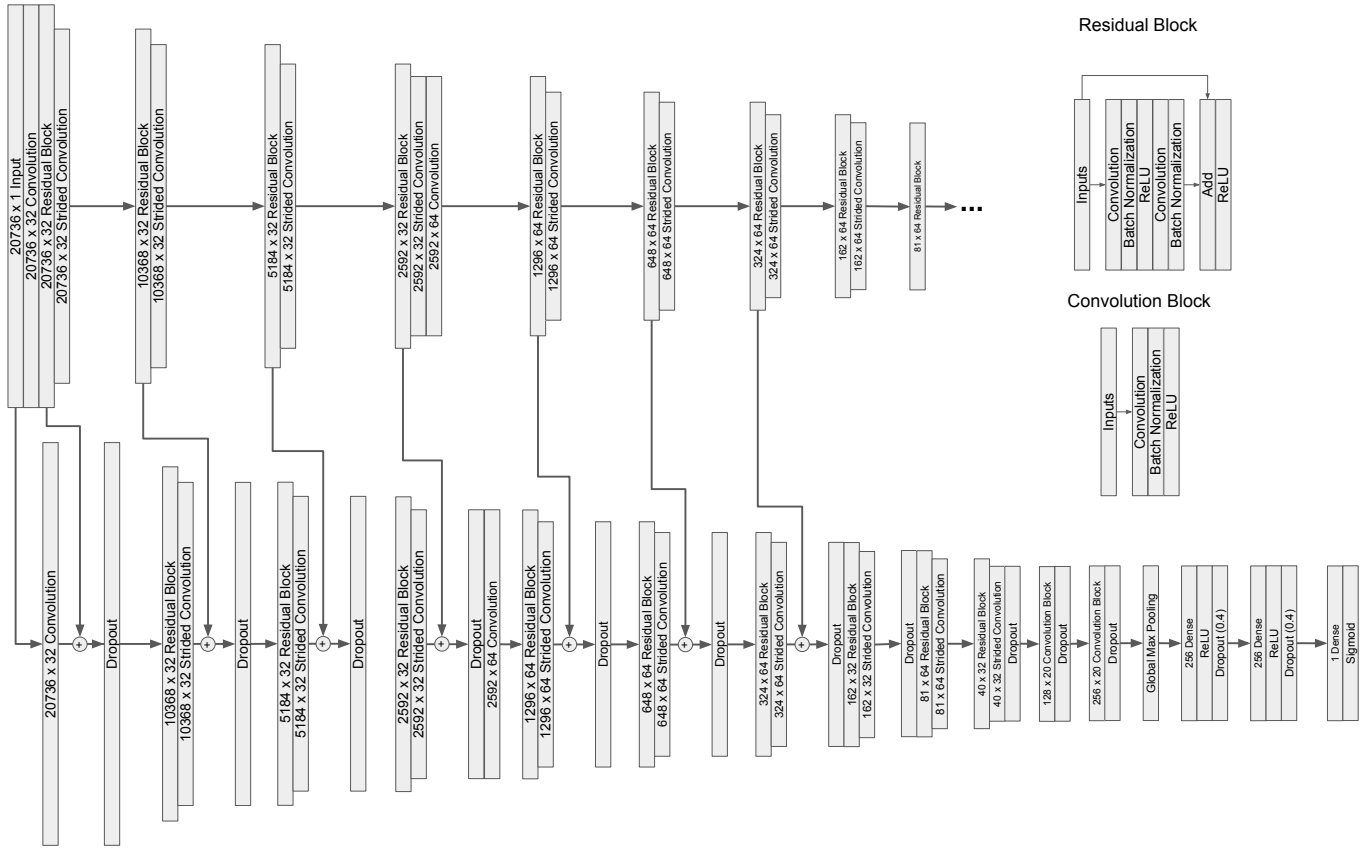 20736 x 1 Input
20736 x 32 Convolution
20736 x 32 Residual Block
20736 x 32 Strided Convolution
10368 x 32 Residual Block
10368 x 32 Strided Convolution
5184 x 32 Residual Block
5184 x 32 Strided Convolution
2592 x 32 Residual Block
2592 x 32 Strided Convolution
2592 x 64 Convolution
1296 x 64 Residual Block
1296 x 64 Strided Convolution
648 x 64 Residual Block
648 x 64 Strided Convolution
324 x 64 Residual Block
324 x 64 Strided Convolution
162 x 64 Residual Block
162 x 64 Strided Convolution
81 x 64 Residual Block
...
Residual Block
Inputs
Convolution
Batch Normalization
ReLU
Convolution
Batch Normalization
Add
ReLU
Convolution Block
Inputs
Convolution
Batch Normalization
ReLU
20736 x 32 Convolution
+
Dropout
10368 x 32 Residual Block
10368 x 32 Strided Convolution
+
Dropout
5184 x 32 Residual Block
5184 x 32 Strided Convolution
+
Dropout
2592 x 32 Residual Block
2592 x 32 Strided Convolution
+
Dropout
2592 x 64 Convolution
1296 x 64 Residual Block
1296 x 64 Strided Convolution
+
Dropout
648 x 64 Residual Block
648 x 64 Strided Convolution
+
Dropout
324 x 64 Residual Block
324 x 64 Strided Convolution
+
Dropout
162 x 32 Residual Block
162 x 32 Strided Convolution
Dropout
81 x 64 Residual Block
81 x 64 Strided Convolution
40 x 32 Residual Block
40 x 32 Strided Convolution
Dropout
128 x 20 Convolution Block
Dropout
256 x 20 Convolution Block
Dropout
Global Max Pooling
256 Dense
ReLU
Dropout (0.4)
256 Dense
ReLU
Dropout (0.4)
1 Dense
Sigmoid